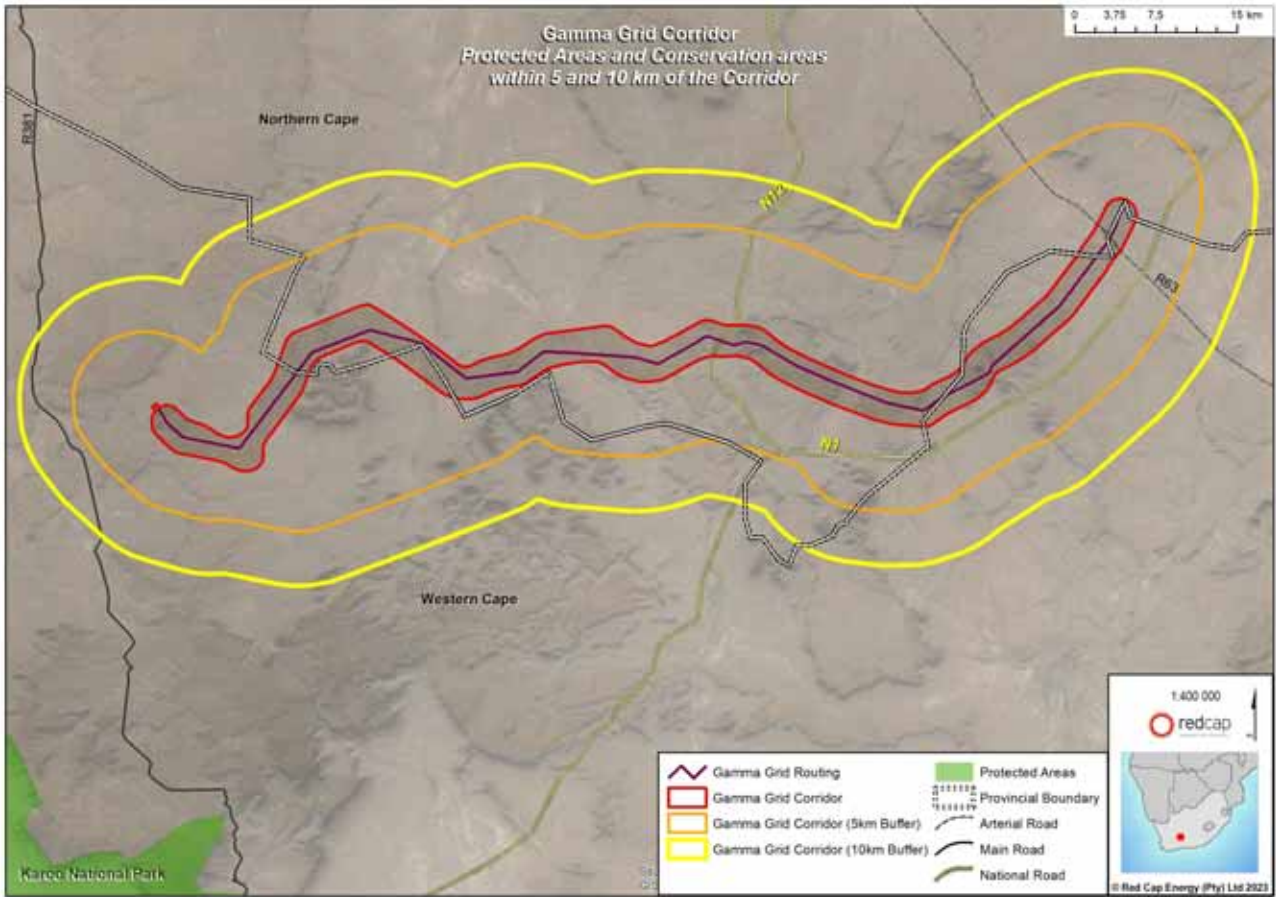 Gamma Grid Corridor
Protected Areas and Conservation areas
within 5 and 10 km of the Corridor
0 3,75 7,5 15 km
Northern Cape
R381
N12
R63
N1
Western Cape
Karoo National Park
Gamma Grid Routing
Gamma Grid Corridor
Gamma Grid Corridor (5km Buffer)
Gamma Grid Corridor (10km Buffer)
Protected Areas
Provincial Boundary
Arterial Road
Main Road
National Road
1:400 000
redcap
© Red Cap Energy (Pty) Ltd 2023